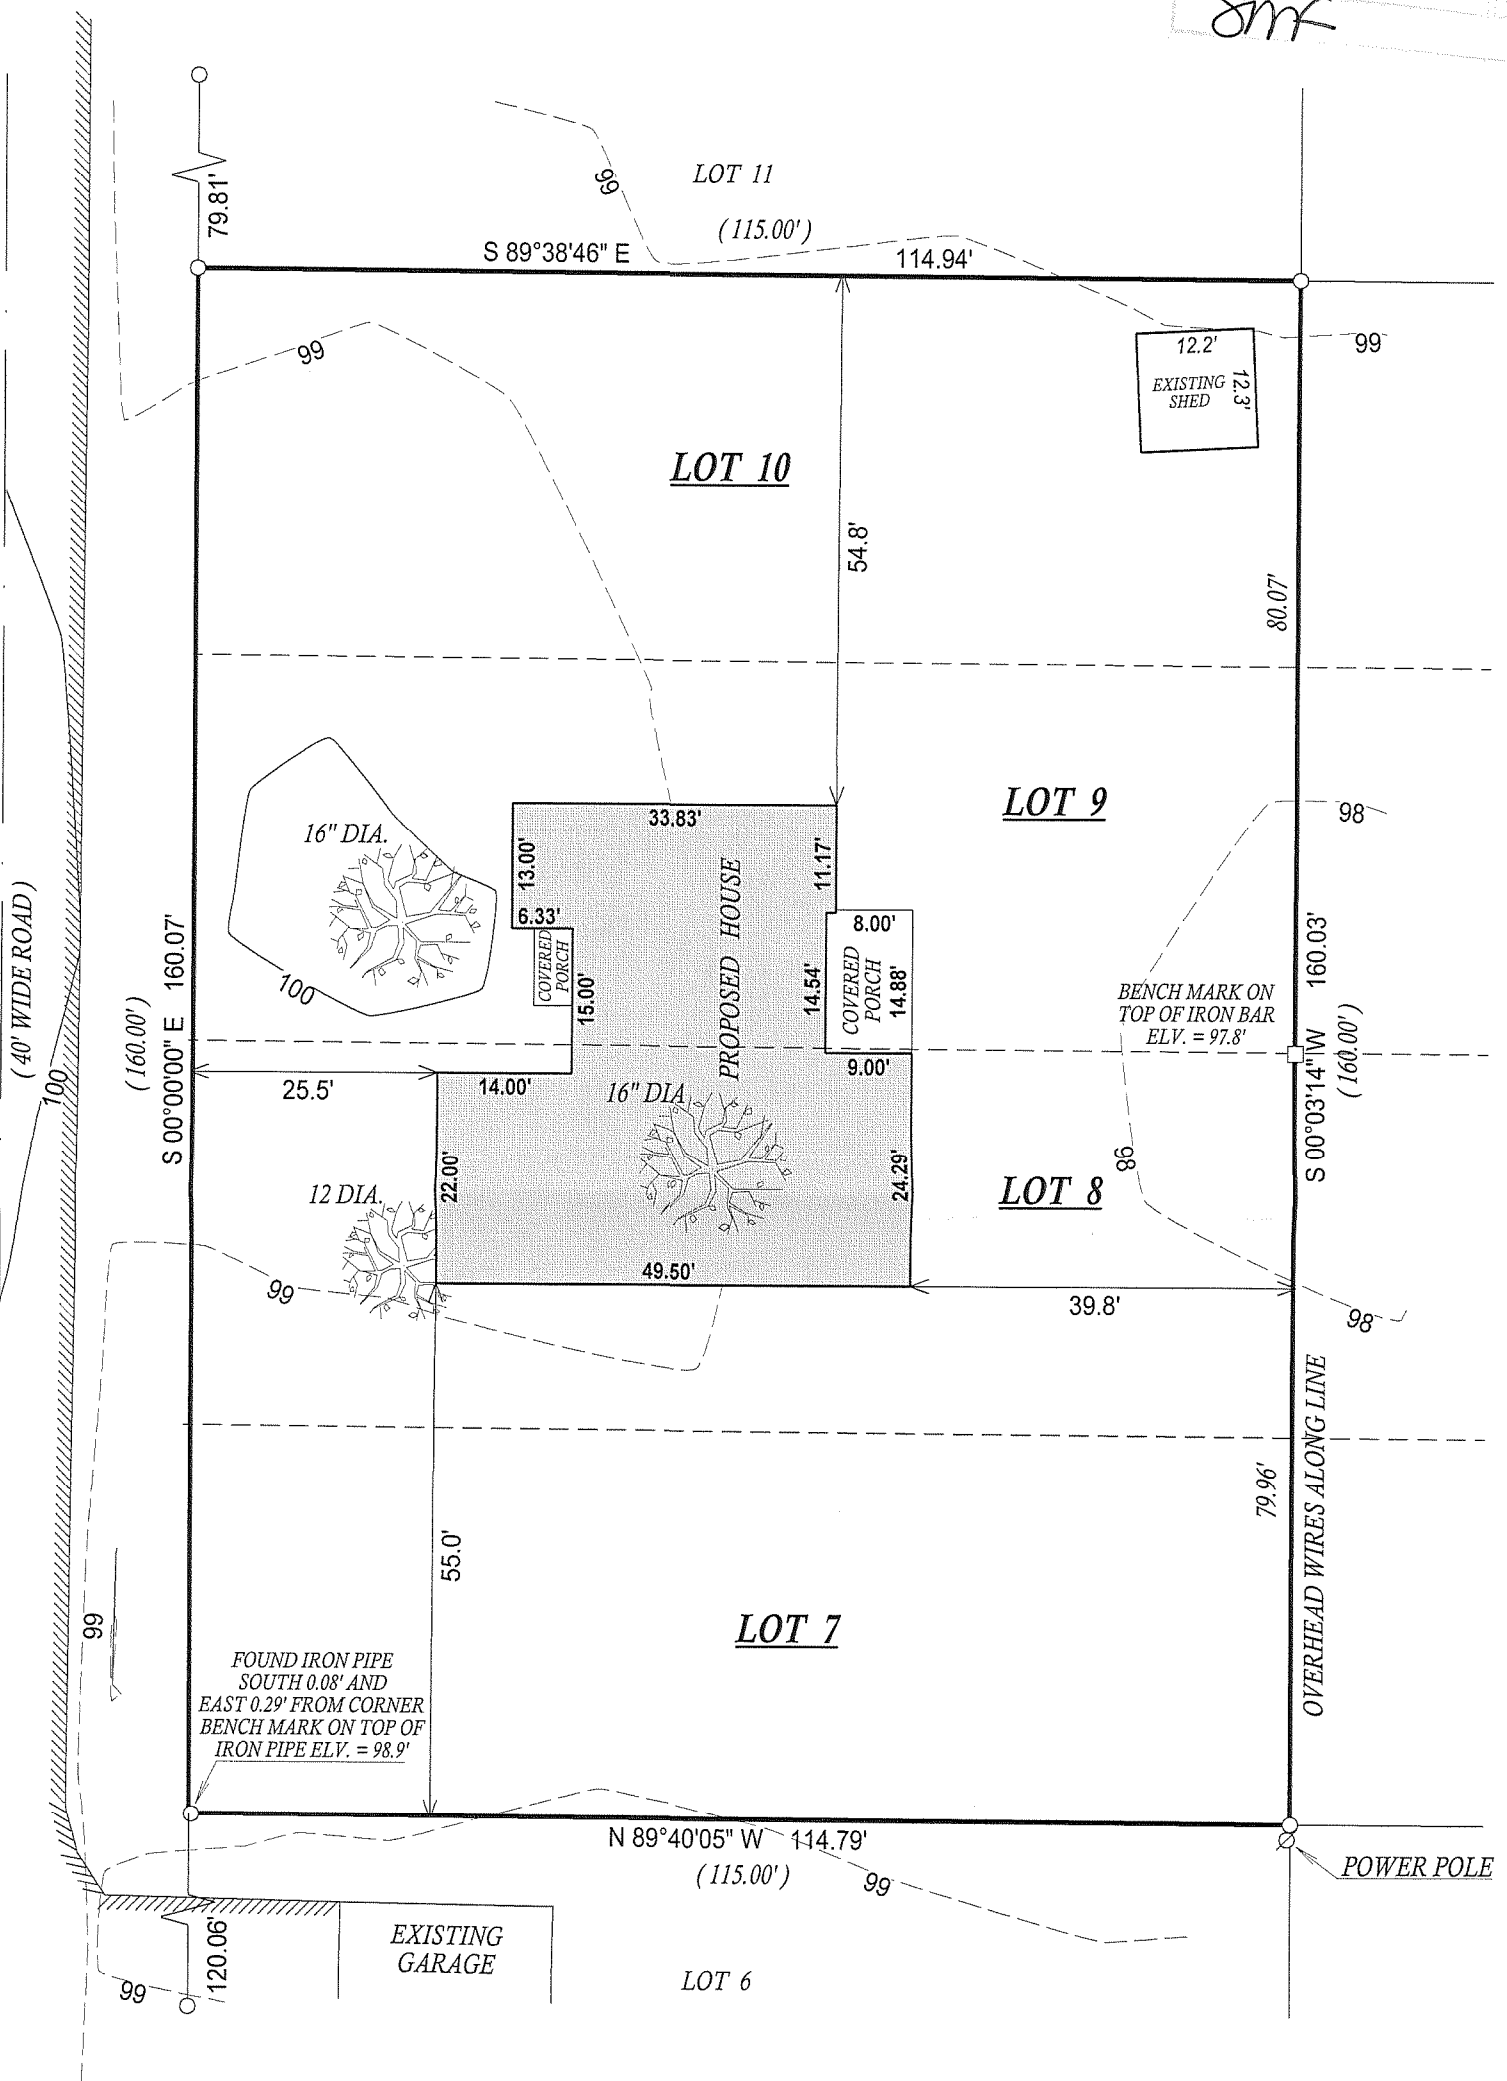 LOT 11
(115.00')
79.81'
S 89°38'46" E
114.94'
99
99
99
12.2'
12.3'
EXISTING
SHED
LOT 10
54.8'
80.07'
LOT 9
98
16" DIA.
100
33.83'
13.00'
11.17'
6.33'
8.00'
COVERED
PORCH
15.00'
PROPOSED HOUSE
14.54'
COVERED
PORCH
14.88'
9.00'
BENCH MARK ON
TOP OF IRON BAR
ELV. = 97.8'
(40' WIDE ROAD)
100
(160.00')
S 00°00'00" E 160.07'
S 00°03'14" W 160.03'
(160.00')
25.5'
14.00'
16" DIA.
98
22.00'
24.29'
LOT 8
12 DIA.
99
49.50'
39.8'
98
OVERHEAD WIRES ALONG LINE
79.96'
55.0'
99
LOT 7
FOUND IRON PIPE
SOUTH 0.08' AND
EAST 0.29' FROM CORNER
BENCH MARK ON TOP OF
IRON PIPE ELV. = 98.9'
N 89°40'05" W 114.79'
(115.00')
99
POWER POLE
EXISTING
GARAGE
120.06'
99
LOT 6